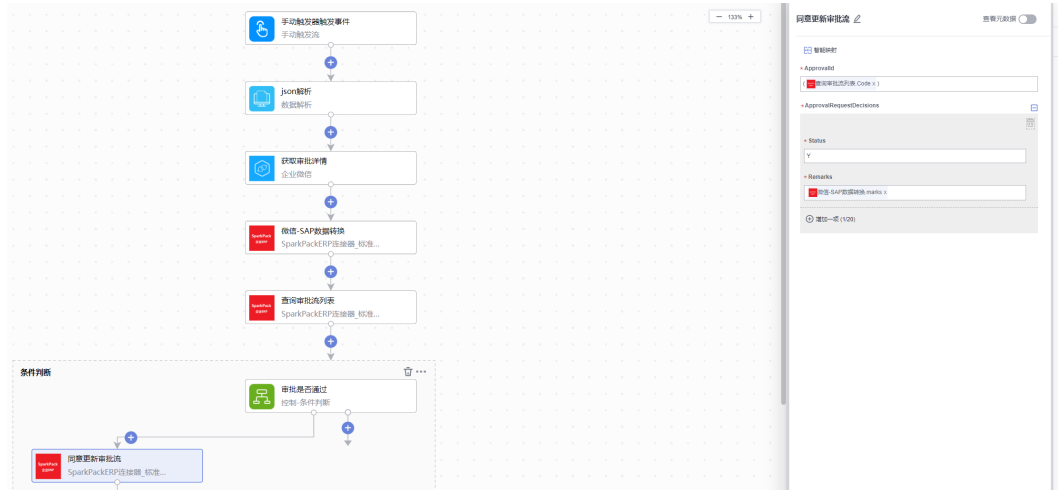 手动触发器触发事件
手动触发流
json解析
数据解析
获取审批详情
企业微信
SparkPack
微信-SAP数据转换
SparkPackERP连接器_标准...
SparkPack
查询审批流列表
SparkPackERP连接器_标准...
条件判断
审批是否通过
控制-条件判断
SparkPack
同意更新审批流
SparkPackERP连接器_标准...
− 133% +
同意更新审批流
查看元数据
智能映射
* ApprovalId
( 查询审批流列表.Code x )
* ApprovalRequestDecisions
* Status
Y
* Remarks
微信-SAP数据转换.marks x
增加一项 (1/20)